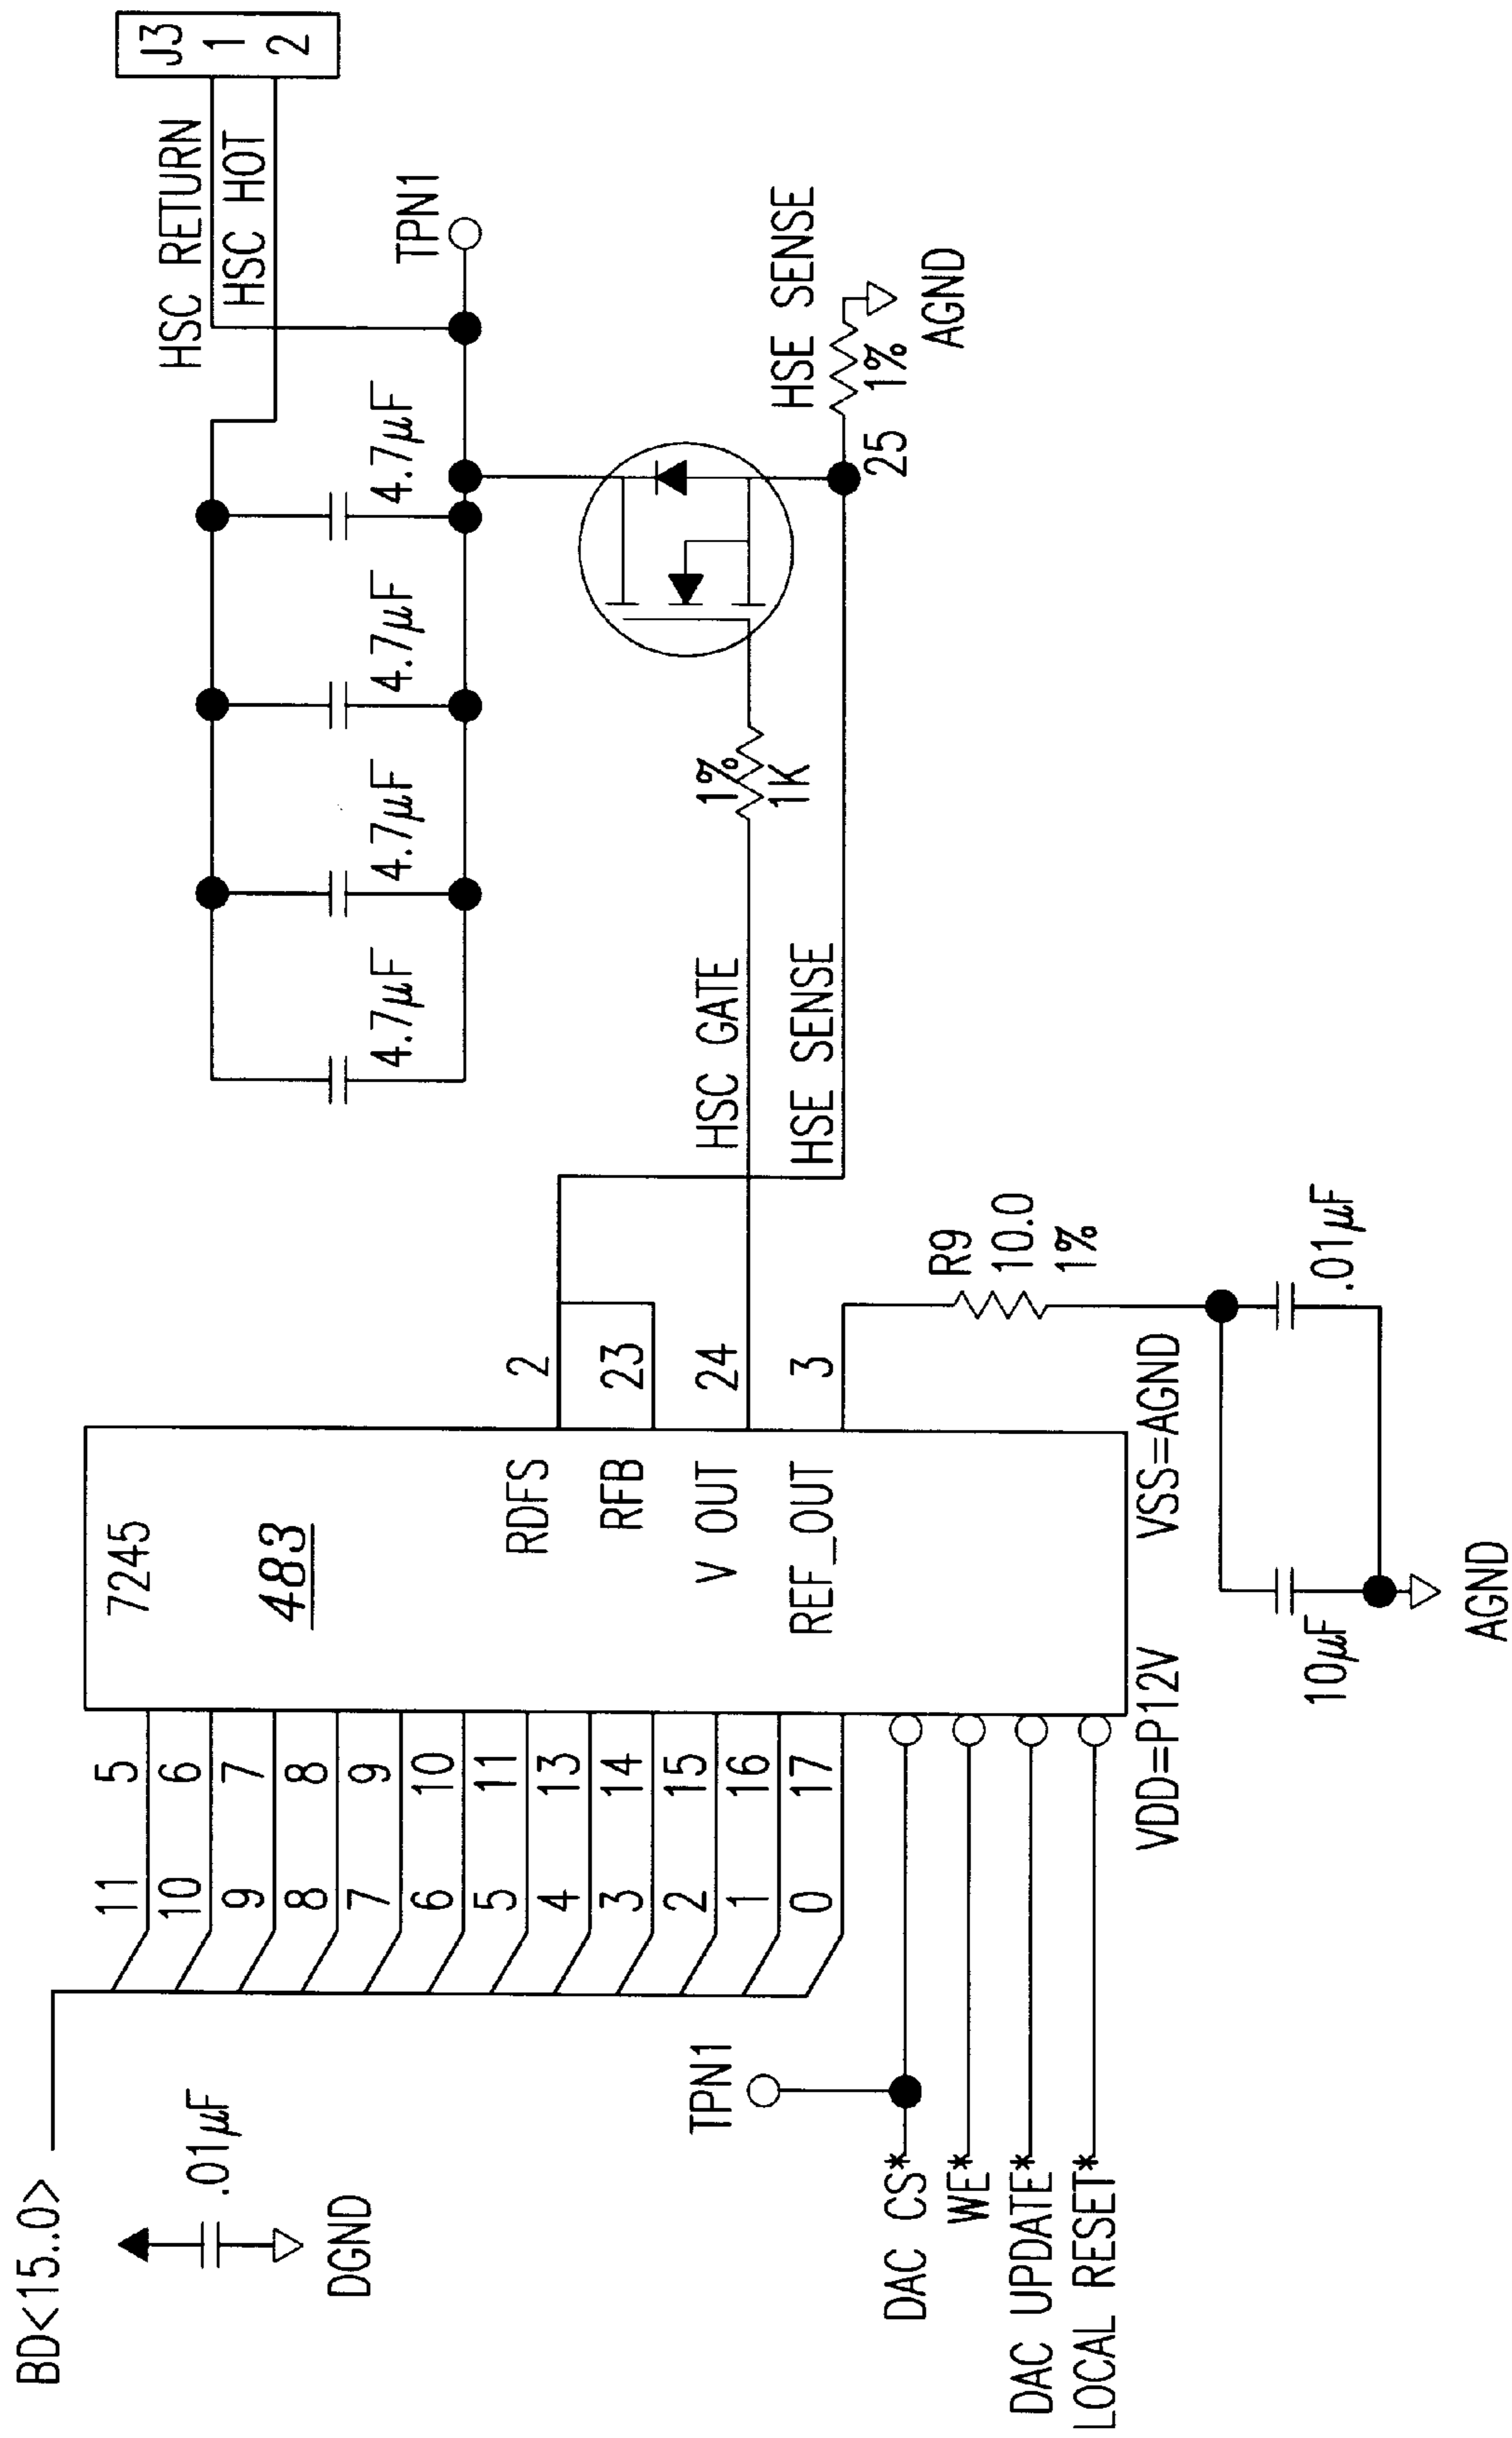 BD<15..0>
.01µF
DGND
11 5
10 6
9 7
8 8
7 9
6 10
5 11
4 13
3 14
2 15
1 16
0 17
TPN1
DAC CS*
WE*
DAC UPDATE*
LOCAL RESET*
7245
483
RDFS
RFB
V OUT
REF_OUT
2
23
24
3
VDD=P12V
VSS=AGND
R9
10.0
1%
10µF
.01µF
AGND
HSC GATE
HSE SENSE
1%
1K
4.7µF
4.7µF
4.7µF
4.7µF
TPN1
HSC RETURN
HSC HOT
J3
1
2
HSE SENSE
25 1%
AGND